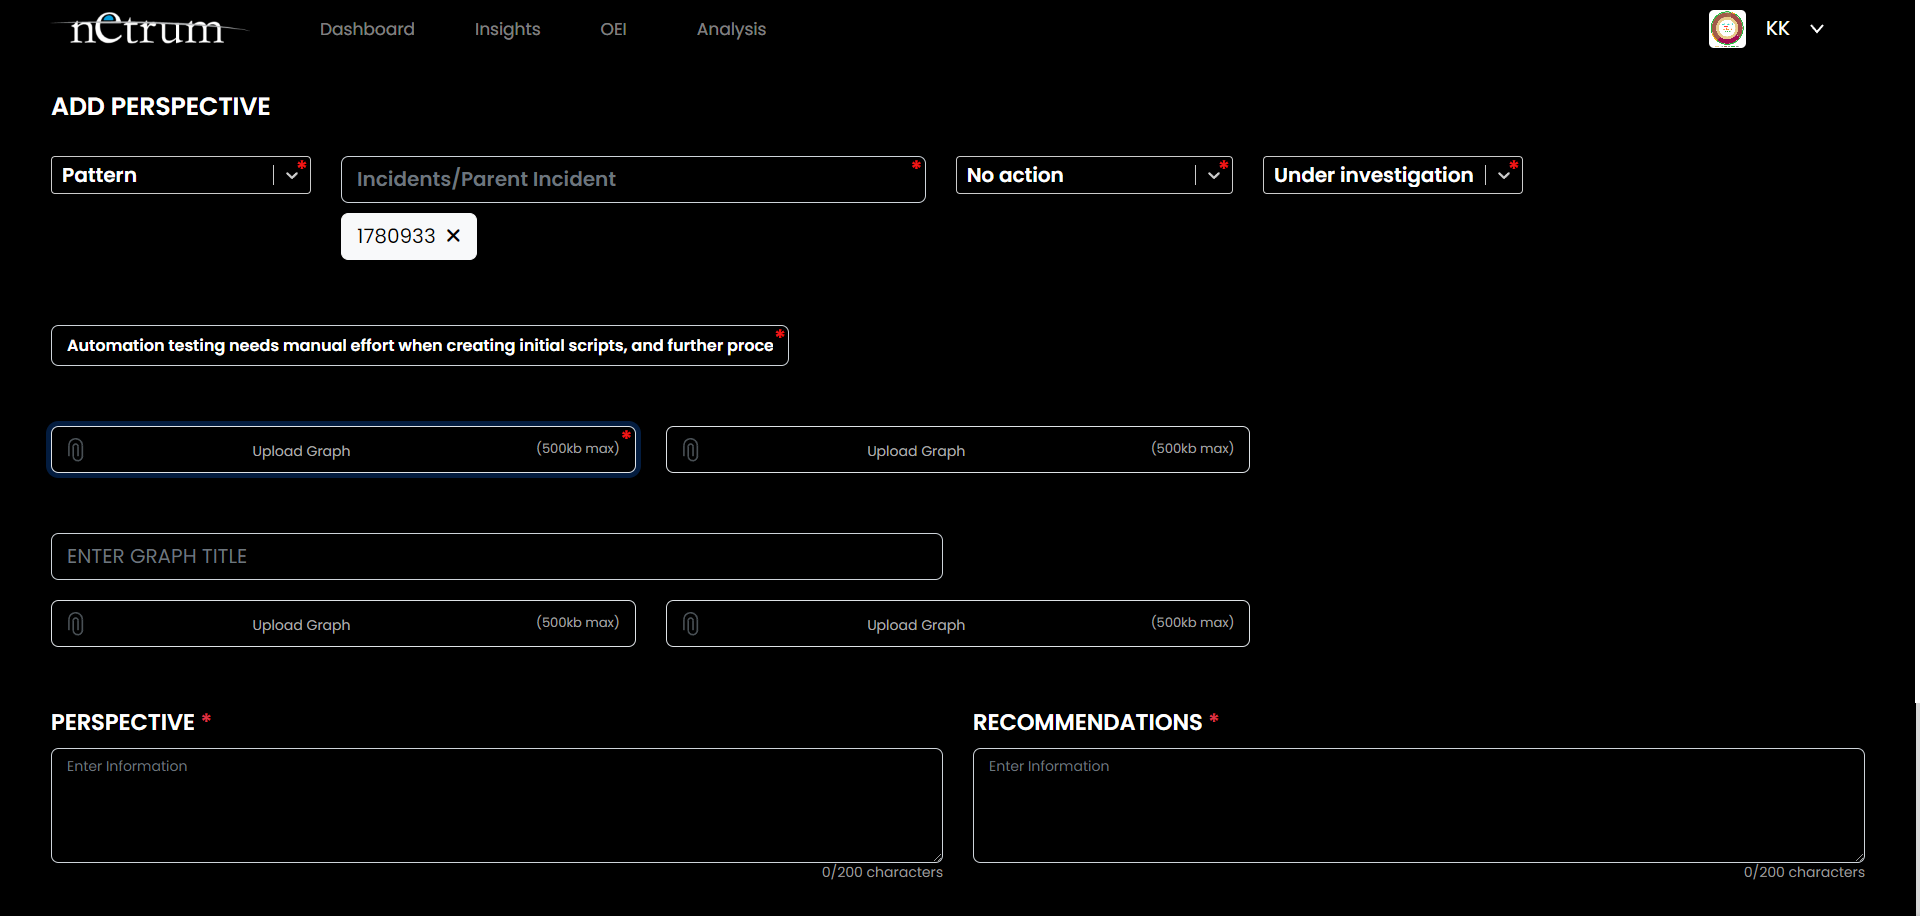 netrum Dashboard Insights OEI Analysis KK
ADD PERSPECTIVE
Pattern * Incidents/Parent Incident * No action * Under investigation *
1780933 ×
Automation testing needs manual effort when creating initial scripts, and further proce *
Upload Graph (500kb max) * Upload Graph (500kb max)
ENTER GRAPH TITLE
Upload Graph (500kb max) Upload Graph (500kb max)
PERSPECTIVE * RECOMMENDATIONS *
Enter Information Enter Information
0/200 characters 0/200 characters